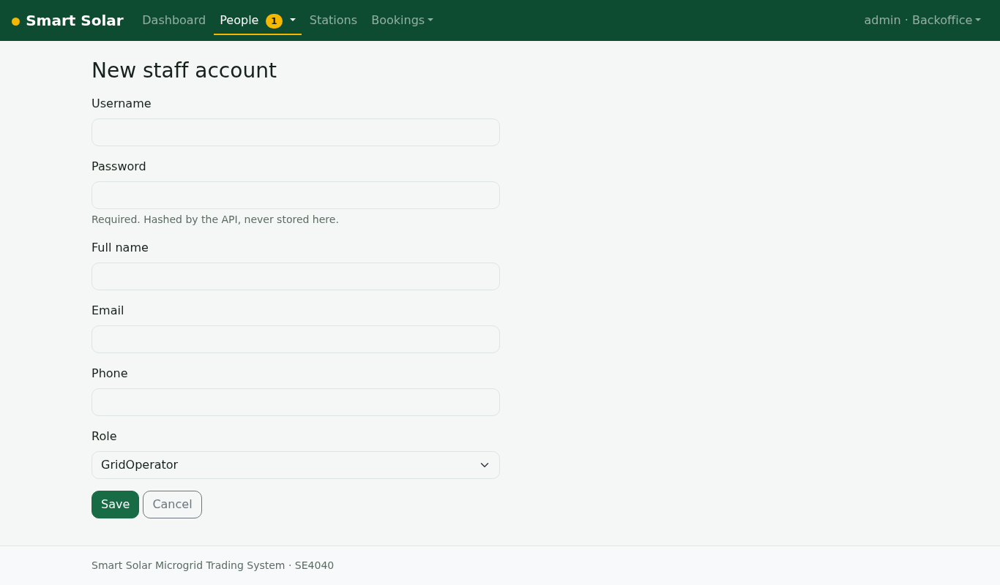 Smart Solar Dashboard People 1 Stations Bookings admin · Backoffice
New staff account
Username
Password
Required. Hashed by the API, never stored here.
Full name
Email
Phone
Role
GridOperator
Save Cancel
Smart Solar Microgrid Trading System · SE4040